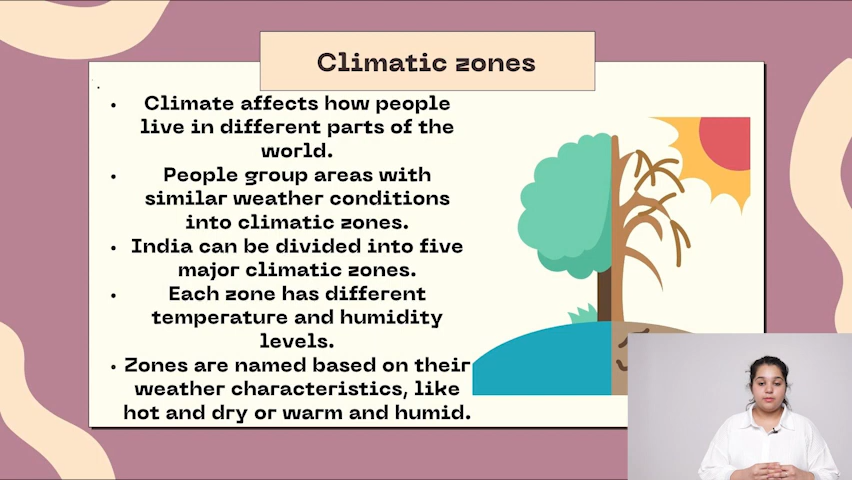 Climatic zones
• Climate affects how people
live in different parts of the
world.
• People group areas with
similar weather conditions
into climatic zones.
• India can be divided into five
major climatic zones.
• Each zone has different
temperature and humidity
levels.
• Zones are named based on their
weather characteristics, like
hot and dry or warm and humid.